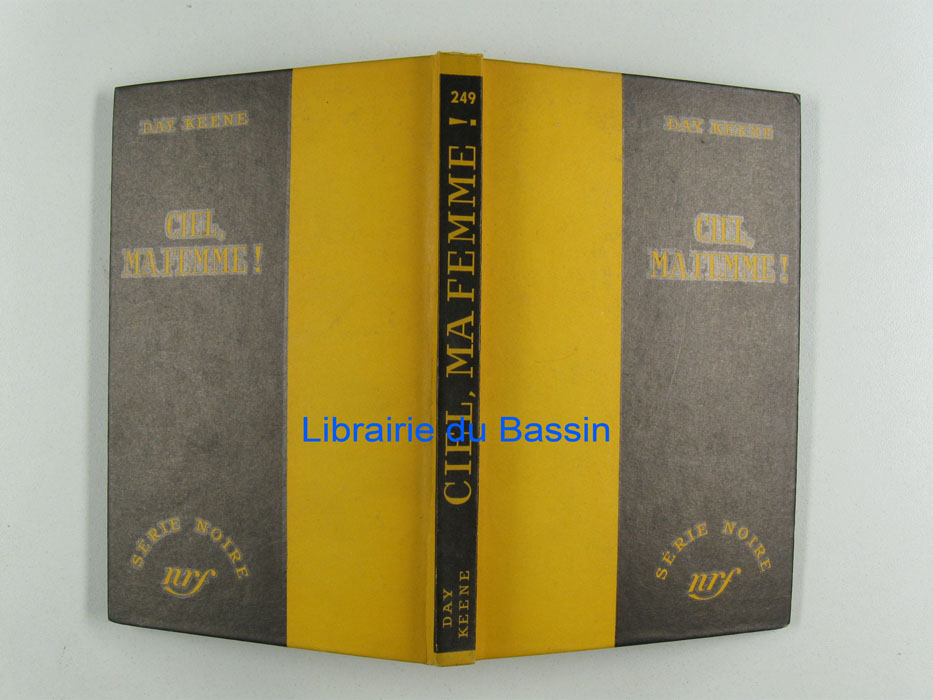 DAY KEENE
CIEL,
MA FEMME !
SÉRIE NOIRE
nrf
249
CIEL, MA FEMME !
DAY
KEENE
DAY KEENE
CIEL,
MA FEMME !
SÉRIE NOIRE
nrf
Librairie du Bassin